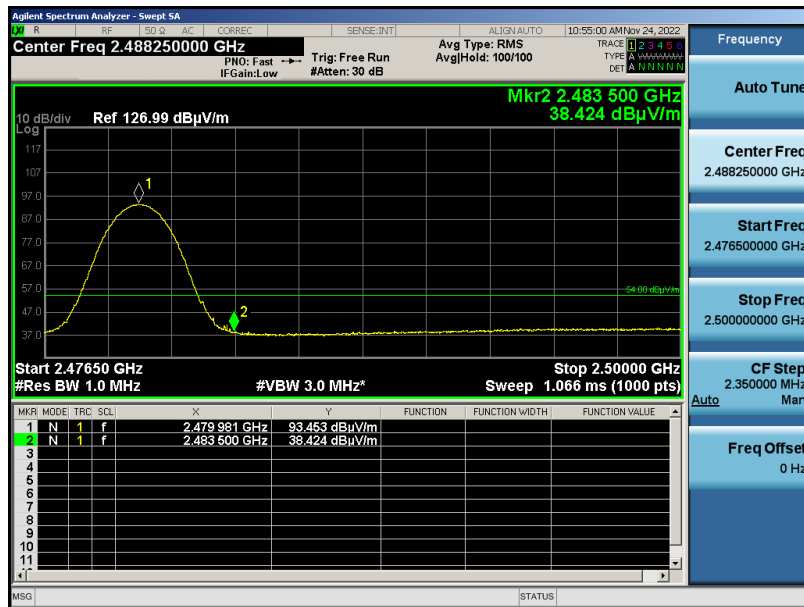 Agilent Spectrum Analyzer - Swept SA
LXI R RF 50 Ω AC CORREC SENSE:INT ALIGN AUTO 10:55:00 AM Nov 24, 2022
Center Freq 2.488250000 GHz
PNO: Fast
IFGain:Low
Trig: Free Run
#Atten: 30 dB
Avg Type: RMS
Avg|Hold: 100/100
TRACE 1 2 3 4 5 6
TYPE A WWWWW
DET A N N N N N
Mkr2 2.483 500 GHz
38.424 dBµV/m
10 dB/div Ref 126.99 dBµV/m
Log
117
107
97.0
87.0
77.0
67.0
57.0
47.0
37.0
1
2
54.00 dBµV/m
Start 2.47650 GHz Stop 2.50000 GHz
#Res BW 1.0 MHz #VBW 3.0 MHz* Sweep 1.066 ms (1000 pts)
MKR MODE TRC SCL X Y FUNCTION FUNCTION WIDTH FUNCTION VALUE
1 N 1 f 2.479 981 GHz 93.453 dBµV/m
2 N 1 f 2.483 500 GHz 38.424 dBµV/m
3
4
5
6
7
8
9
10
11
MSG STATUS
Frequency
Auto Tune
Center Freq
2.488250000 GHz
Start Freq
2.476500000 GHz
Stop Freq
2.500000000 GHz
CF Step
2.350000 MHz
Auto Man
Freq Offset
0 Hz